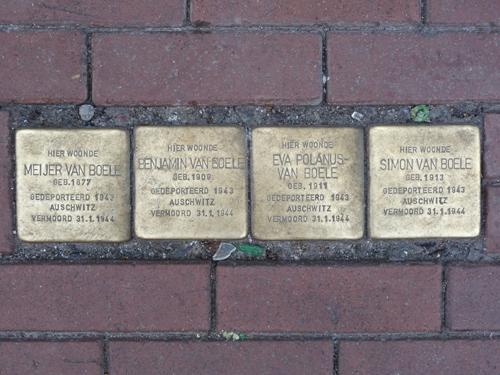 HIER WOONDE
MEIJER VAN BOELE
GEB. 1877
GEDEPORTEERD 1943
AUSCHWITZ
VERMOORD 31.1.1944
HIER WOONDE
BENJAMIN VAN BOELE
GEB. 1909
GEDEPORTEERD 1943
AUSCHWITZ
VERMOORD 31.1.1944
HIER WOONDE
EVA POLANUS-
VAN BOELE
GEB. 1911
GEDEPORTEERD 1943
AUSCHWITZ
VERMOORD 31.1.1944
HIER WOONDE
SIMON VAN BOELE
GEB. 1913
GEDEPORTEERD 1943
AUSCHWITZ
VERMOORD 31.1.1944